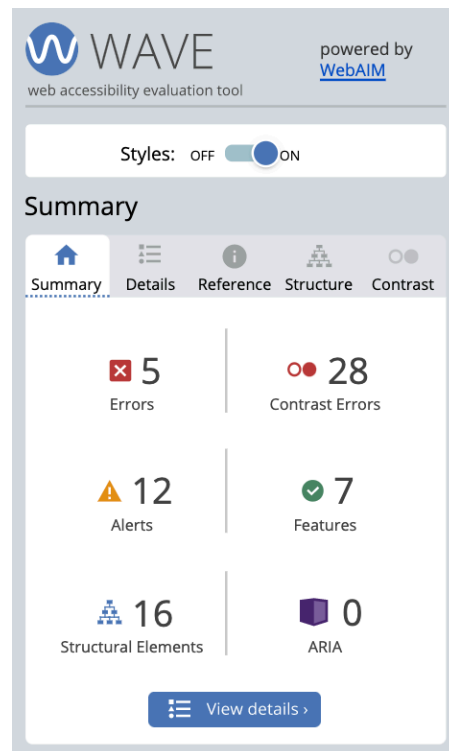 WAVE
powered by
WebAIM
web accessibility evaluation tool
Styles: OFF ON
Summary
Summary Details Reference Structure Contrast
5 28
Errors Contrast Errors
12 7
Alerts Features
16 0
Structural Elements ARIA
View details ›